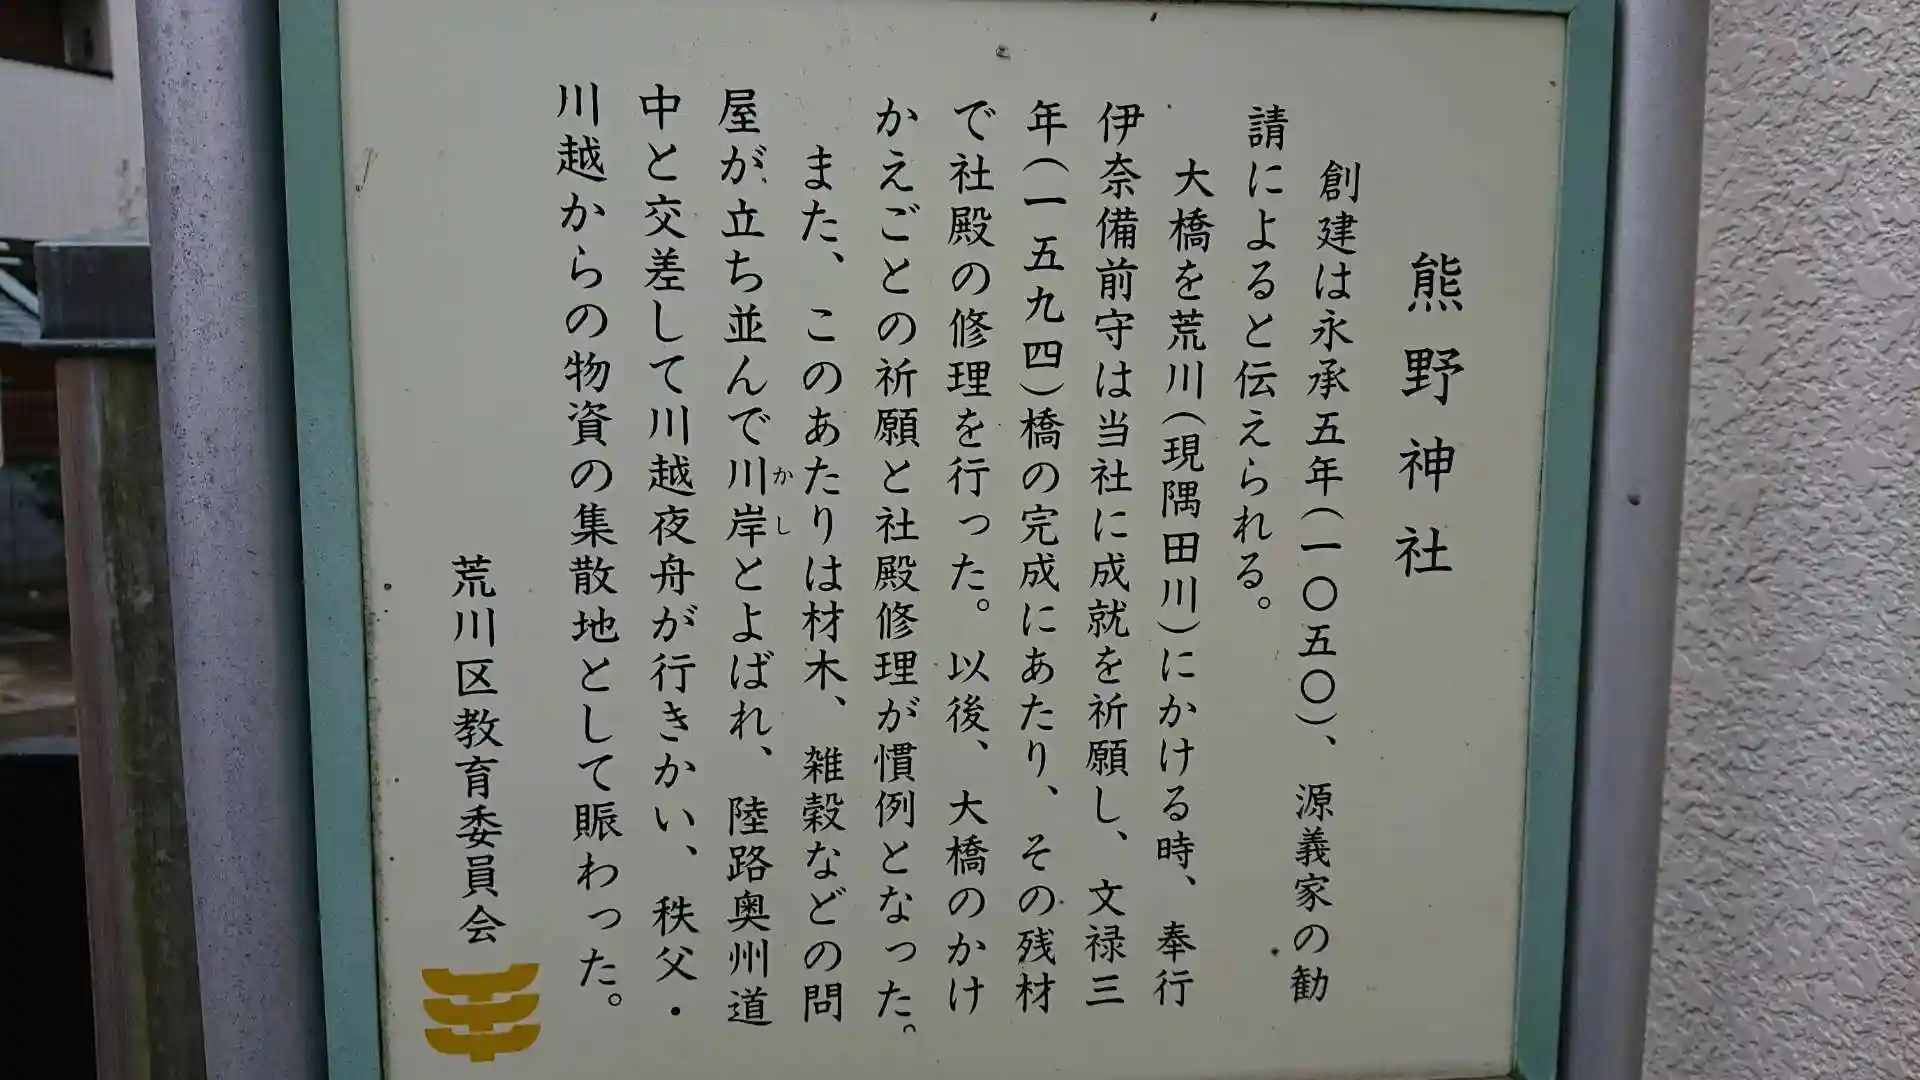 熊野神社
創建は永承五年(一〇五〇)、源義家の勧
請によると伝えられる。
大橋を荒川(現隅田川)にかける時、奉行
伊奈備前守は当社に成就を祈願し、文禄三
年(一五九四)橋の完成にあたり、その残材
で社殿の修理を行った。以後、大橋のかけ
かえごとの祈願と社殿修理が慣例となった。
また、このあたりは材木、雑穀などの問
屋が立ち並んで川岸とよばれ、陸路奥州道
かし
中と交差して川越夜舟が行きかい、秩父・
川越からの物資の集散地として賑わった。
荒川区教育委員会